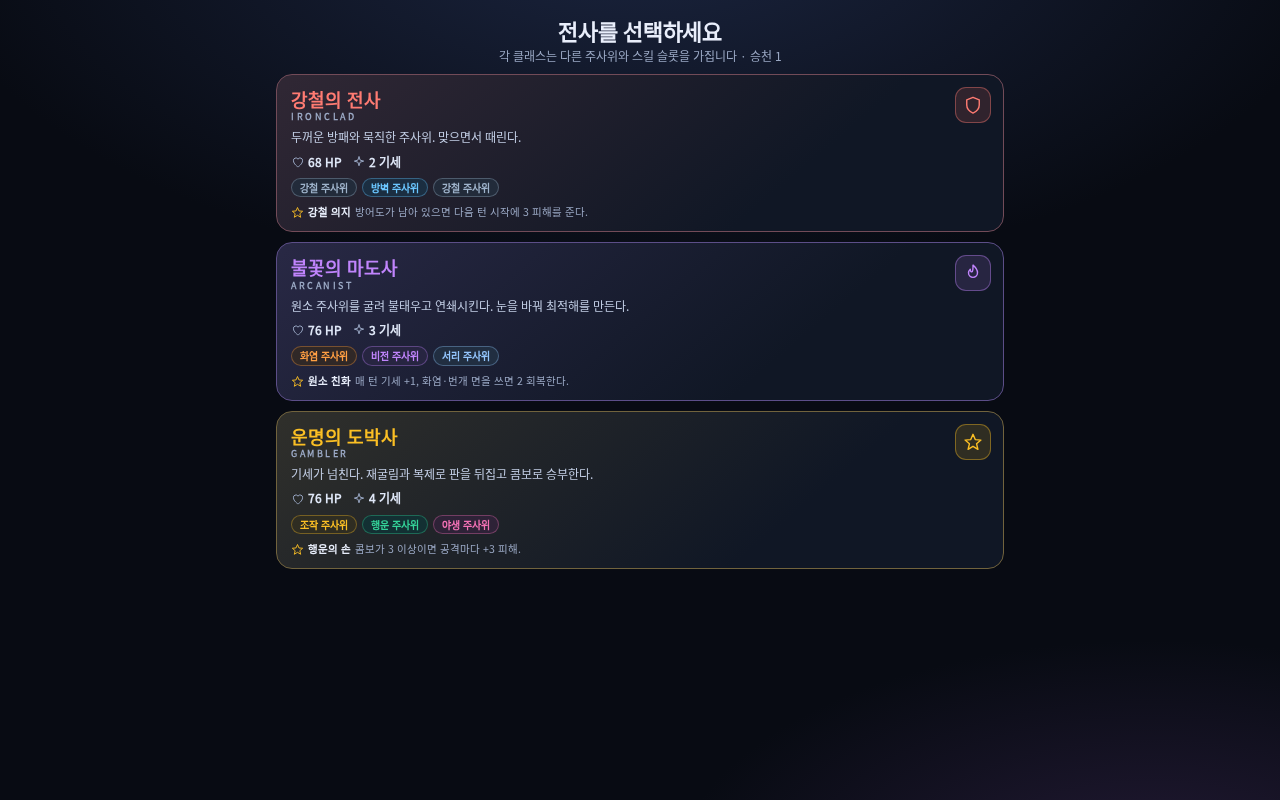 전사를 선택하세요
각 클래스는 다른 주사위와 스킬 슬롯을 가집니다 · 승천 1
강철의 전사
IRONCLAD
두꺼운 방패와 묵직한 주사위. 맞으면서 때린다.
68 HP 2 기세
강철 주사위 방벽 주사위 강철 주사위
강철 의지 방어도가 남아 있으면 다음 턴 시작에 3 피해를 준다.
불꽃의 마도사
ARCANIST
원소 주사위를 굴려 불태우고 연쇄시킨다. 눈을 바꿔 최적해를 만든다.
76 HP 3 기세
화염 주사위 비전 주사위 서리 주사위
원소 친화 매 턴 기세 +1, 화염·번개 면을 쓰면 2 회복한다.
운명의 도박사
GAMBLER
기세가 넘친다. 재굴림과 복제로 판을 뒤집고 콤보로 승부한다.
76 HP 4 기세
조작 주사위 행운 주사위 야생 주사위
행운의 손 콤보가 3 이상이면 공격마다 +3 피해.